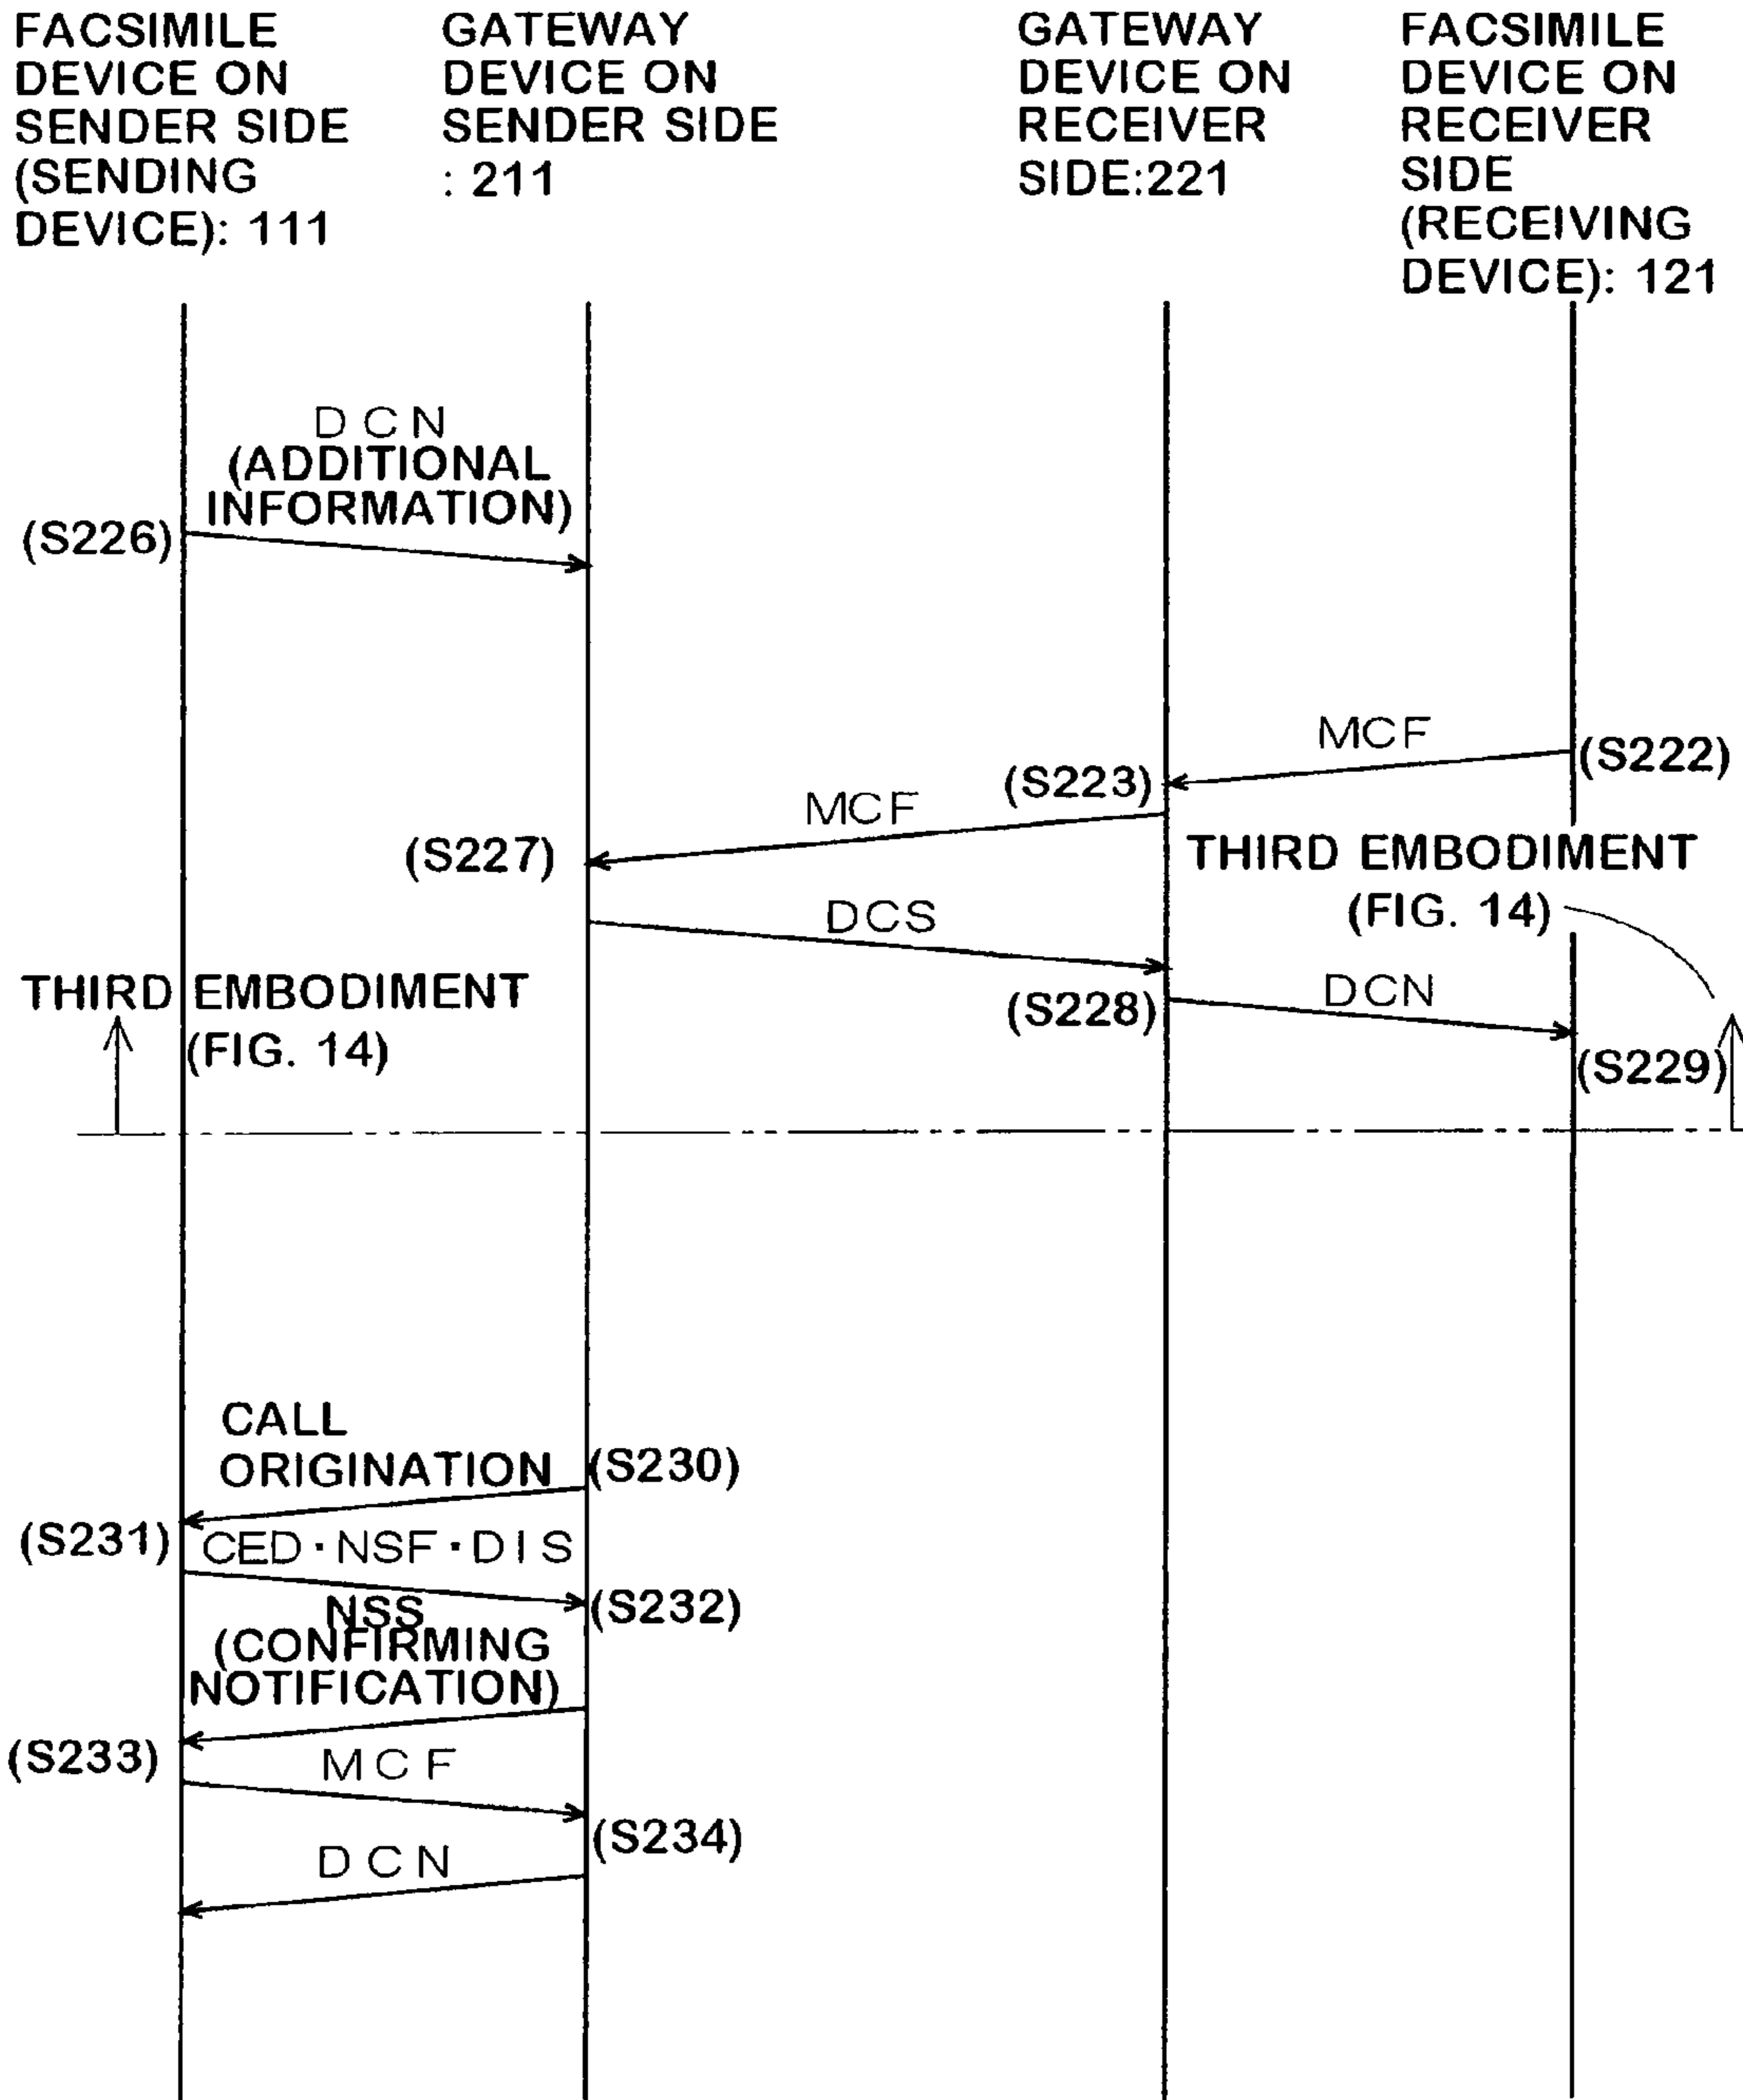 FACSIMILE
DEVICE ON
SENDER SIDE
(SENDING
DEVICE): 111
GATEWAY
DEVICE ON
SENDER SIDE
: 211
GATEWAY
DEVICE ON
RECEIVER
SIDE:221
FACSIMILE
DEVICE ON
RECEIVER
SIDE
(RECEIVING
DEVICE): 121
DCN
(ADDITIONAL
INFORMATION)
(S226)
MCF
(S222)
(S223)
MCF
(S227)
THIRD EMBODIMENT
(FIG. 14)
DCS
THIRD EMBODIMENT
(FIG. 14)
DCN
(S228)
(S229)
CALL
ORIGINATION
(S230)
(S231)
CED·NSF·DIS
(S232)
NSS
(CONFIRMING
NOTIFICATION)
(S233)
MCF
(S234)
DCN